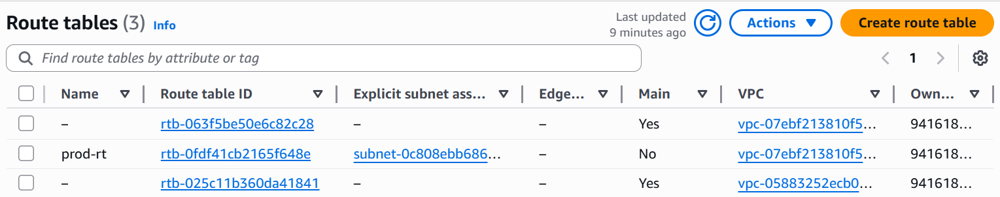 Route tables (3) Info
Last updated
9 minutes ago
Actions
Create route table
Find route tables by attribute or tag
1
Name Route table ID Explicit subnet ass... Edge... Main VPC Own...
– rtb-063f5be50e6c82c28 – – Yes vpc-07ebf213810f5... 941618...
prod-rt rtb-0fdf41cb2165f648e subnet-0c808ebb686... – No vpc-07ebf213810f5... 941618...
– rtb-025c11b360da41841 – – Yes vpc-05883252ecb0... 941618...